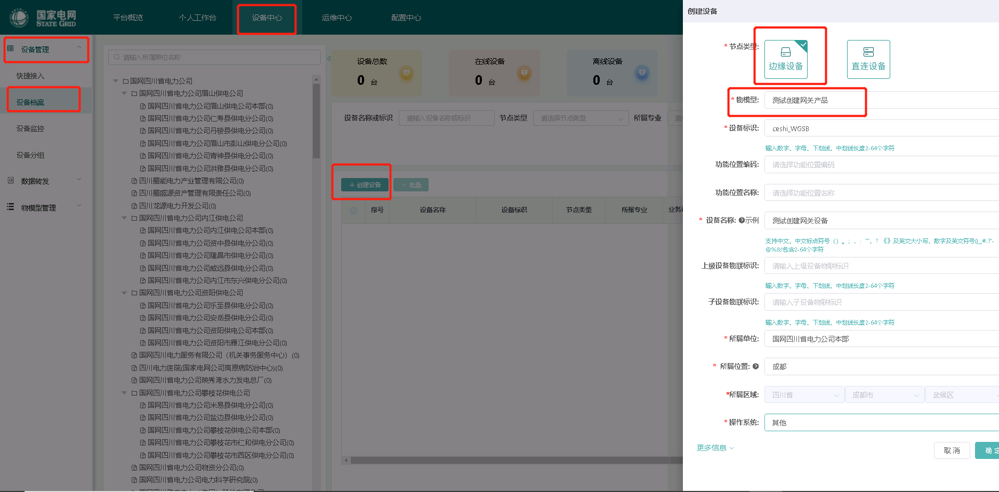 国家电网
STATE GRID
平台概览
个人工作台
设备中心
运维中心
配置中心
设备管理
快捷接入
设备档案
设备监控
设备分组
数据转发
物模型管理
请输入所属单位名称
国网四川省电力公司
国网四川省电力公司眉山供电公司
国网四川省电力公司眉山供电公司本部(0)
国网四川省电力公司仁寿县供电分公司(0)
国网四川省电力公司丹棱县供电分公司(0)
国网四川省电力公司眉山市彭山供电分公司(0)
国网四川省电力公司青神县供电分公司(0)
国网四川省电力公司洪雅县供电分公司(0)
四川蜀能电力产业管理有限公司(0)
四川蜀盛源资产管理有限责任公司(0)
四川龙源电力开发公司(0)
国网四川省电力公司内江供电公司
国网四川省电力公司内江供电公司本部(0)
国网四川省电力公司资中县供电分公司(0)
国网四川省电力公司隆昌市供电分公司(0)
国网四川省电力公司威远县供电分公司(0)
国网四川省电力公司内江市东兴供电分公司(0)
国网四川省电力公司资阳供电公司
国网四川省电力公司乐至县供电分公司(0)
国网四川省电力公司安岳县供电分公司(0)
国网四川省电力公司资阳供电公司本部(0)
国网四川省电力公司资阳市雁江供电分公司(0)
国网四川电力服务有限公司（机关事务服务中心）(0)
四川电力医院(国家电网公司高原病防治中心)(0)
国网四川省电力公司映秀湾水力发电总厂(0)
国网四川省电力公司攀枝花供电公司
国网四川省电力公司米易县供电分公司(0)
国网四川省电力公司盐边县供电分公司(0)
国网四川省电力公司攀枝花供电公司本部(0)
国网四川省电力公司攀枝花市仁和供电分公司(0)
国网四川省电力公司攀枝花市西区供电分公司(0)
国网四川省电力公司物资分公司(0)
国网四川省电力公司电力科学研究院(0)
设备总数
0 台
在线设备
0 台
离线设备
0 台
设备名称或标识 请输入设备名称或标识 节点类型 请选择节点类型 所属专业 请
+ 创建设备 批量
序号 设备名称 设备标识 节点类型 所属专业 业务
创建设备
* 节点类型: 边缘设备 直连设备
* 物模型: 测试创建网关产品
* 设备标识: ceshi_WGSB
输入数字、字母、下划线、中划线长度2-64个字符
功能位置编码: 请选择功能位置编码
功能位置名称: 请选择功能位置名称
* 设备名称: ?示例 测试创建网关设备
支持中文、中文标点符号（）。；，：“”、？《》及英文大小写、数字及英文符号()_,#.?'-
@%&!包含2-64个字符
上级设备物联标识: 请输入上级设备物联标识
输入数字、字母、下划线、中划线长度2-64个字符
子设备物联标识: 请输入子设备物联标识
输入数字、字母、下划线、中划线长度2-64个字符
* 所属单位: 国网四川省电力公司本部
* 所属位置: ? 成都
*所属区域: 四川省 成都市 武侯区
* 操作系统: 其他
更多信息
取消 确定